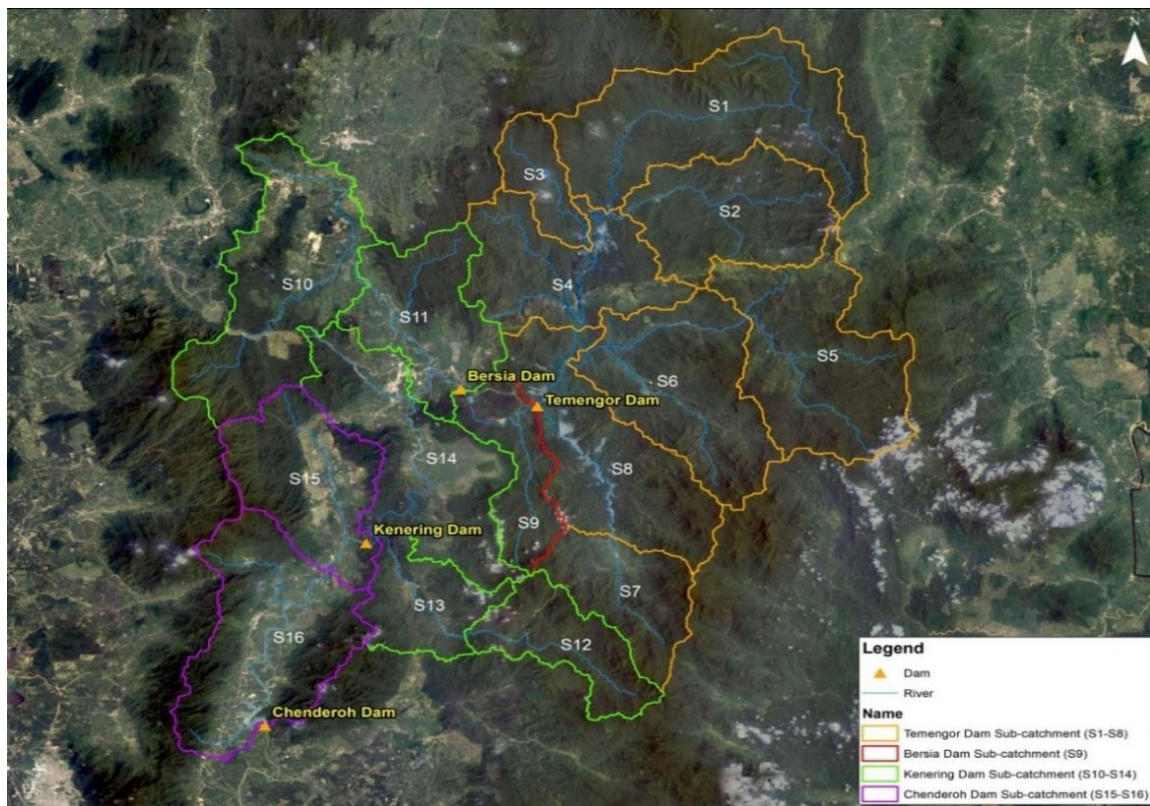 N
S1
S3
S2
S10
S4
S11
S5
Bersia Dam
S6
Temengor Dam
S14
S8
S15
Kenering Dam
S9
S7
S13
S16
S12
Chenderoh Dam
Legend
Dam
River
Name
Temengor Dam Sub-catchment (S1-S8)
Bersia Dam Sub-catchment (S9)
Kenering Dam Sub-catchment (S10-S14)
Chenderoh Dam Sub-catchment (S15-S16)